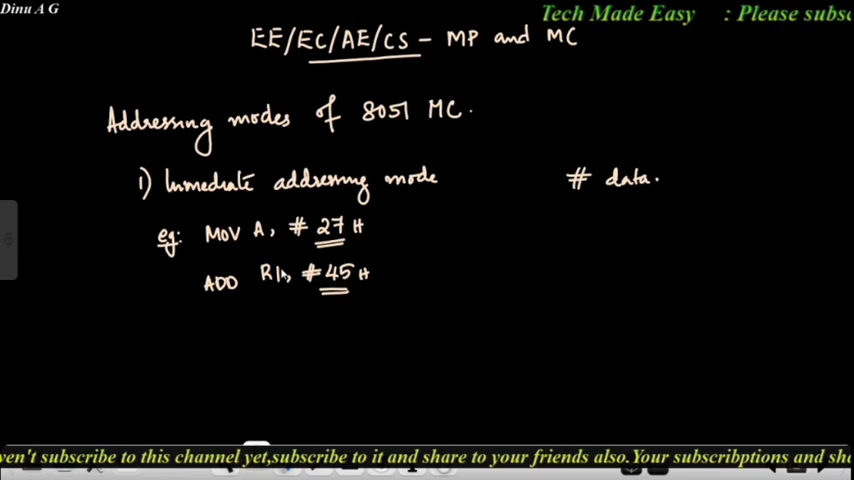 Dinu A G
Tech Made Easy : Please subs
EE/EC/AE/CS - MP and MC
Addressing modes of 8051 MC.
1) Immediate addressing mode # data.
eg: MOV A, # 27 H
ADD R1, # 45 H
ven't subscribe to this channel yet,subscribe to it and share to your friends also.Your subscribptions and sha